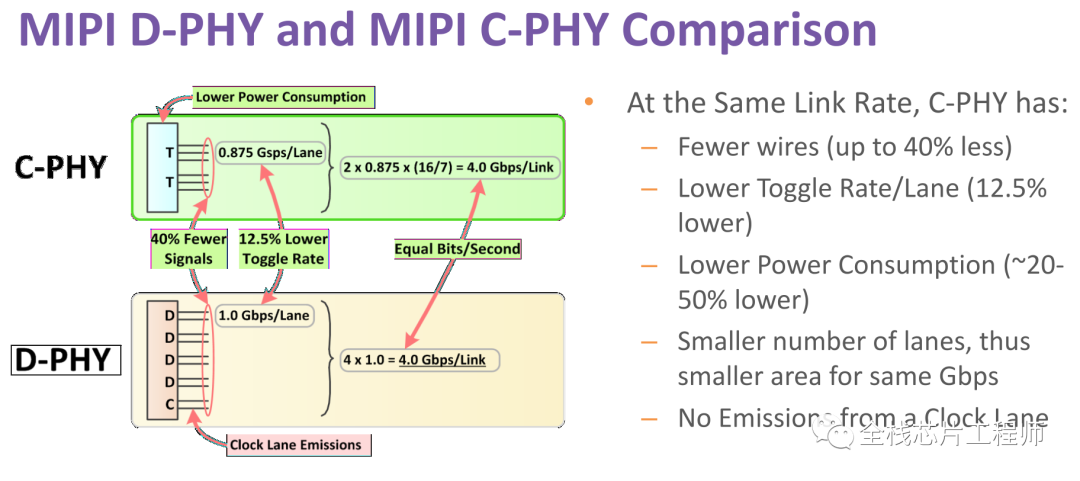 MIPI D-PHY and MIPI C-PHY Comparison
Lower Power Consumption
C-PHY
T
T
0.875 Gsps/Lane
2 x 0.875 x (16/7) = 4.0 Gbps/Link
40% Fewer
Signals
12.5% Lower
Toggle Rate
Equal Bits/Second
D-PHY
D
D
D
D
C
1.0 Gbps/Lane
4 x 1.0 = 4.0 Gbps/Link
Clock Lane Emissions
• At the Same Link Rate, C-PHY has:
– Fewer wires (up to 40% less)
– Lower Toggle Rate/Lane (12.5%
lower)
– Lower Power Consumption (~20-
50% lower)
– Smaller number of lanes, thus
smaller area for same Gbps
– No Emissions from a Clock Lane
全栈芯片工程师